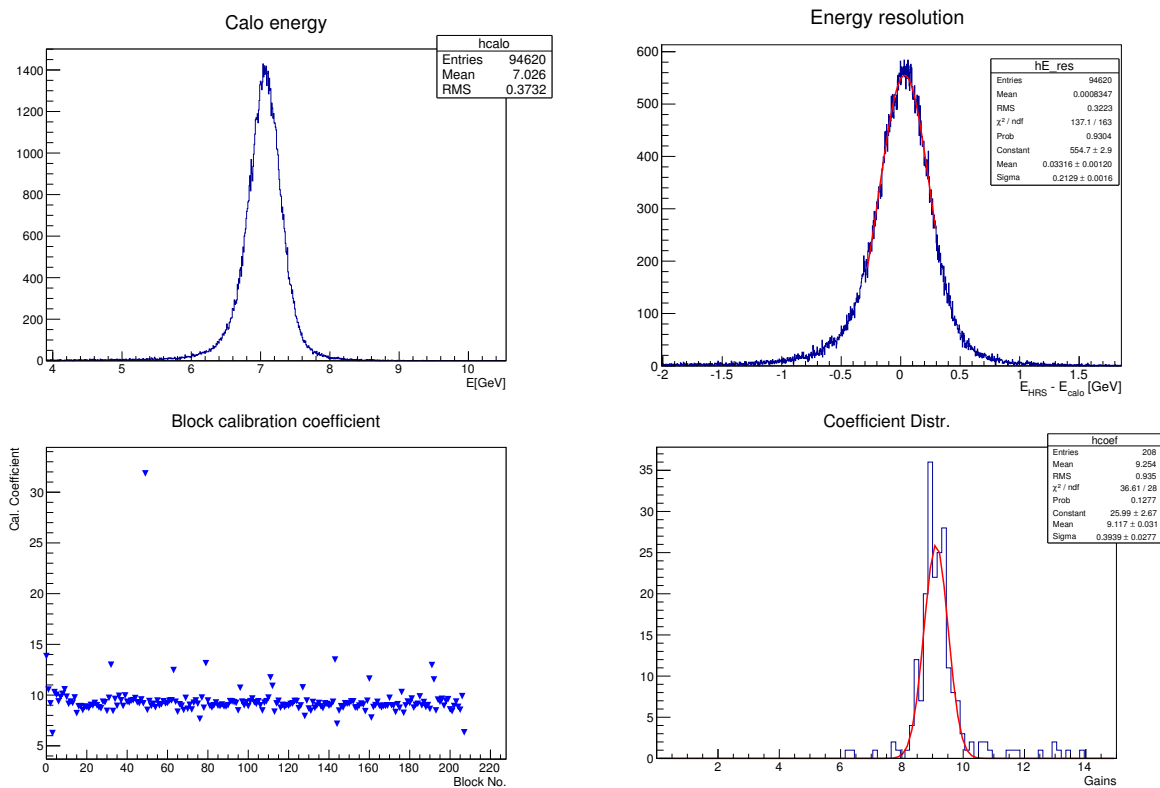 Calo energy
hcalo
Entries 94620
Mean 7.026
RMS 0.3732
1400
1200
1000
800
600
400
200
0
4 5 6 7 8 9 10
E[GeV]
Energy resolution
hE_res
Entries 94620
Mean 0.0008347
RMS 0.3223
χ² / ndf 137.1 / 163
Prob 0.9304
Constant 554.7 ± 2.9
Mean 0.03316 ± 0.00120
Sigma 0.2129 ± 0.0016
600
500
400
300
200
100
0
-2 -1.5 -1 -0.5 0 0.5 1 1.5
E_HRS - E_calo [GeV]
Block calibration coefficient
Cal. Coefficient
30
25
20
15
10
5
0 20 40 60 80 100 120 140 160 180 200 220
Block No.
Coefficient Distr.
hcoef
Entries 208
Mean 9.254
RMS 0.935
χ² / ndf 36.61 / 28
Prob 0.1277
Constant 25.99 ± 2.67
Mean 9.117 ± 0.031
Sigma 0.3939 ± 0.0277
35
30
25
20
15
10
5
0
2 4 6 8 10 12 14
Gains